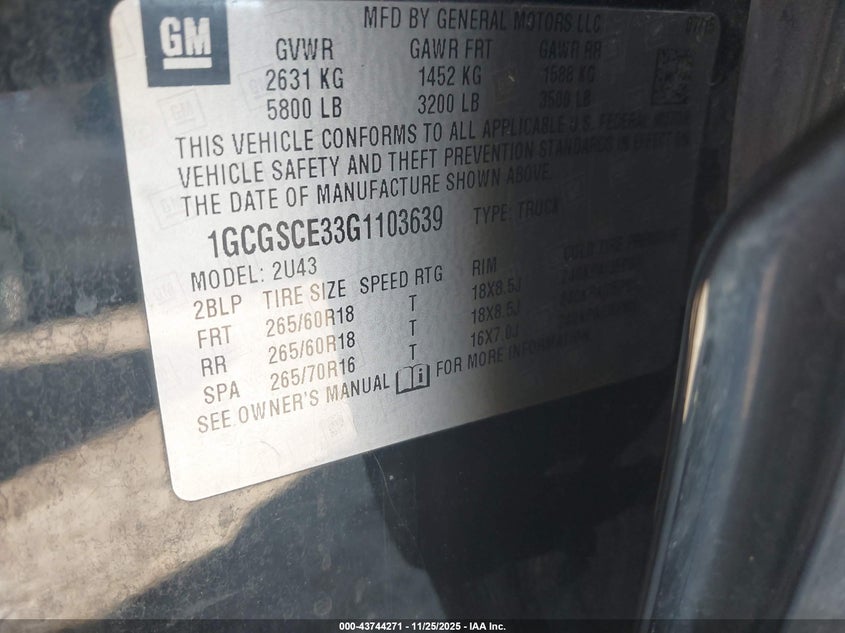 GM
MFD BY GENERAL MOTORS LLC
GVWR GAWR FRT GAWR RR
2631 KG 1452 KG 1588 KG
5800 LB 3200 LB 3500 LB
THIS VEHICLE CONFORMS TO ALL APPLICABLE U.S. FEDERAL MOTOR
VEHICLE SAFETY AND THEFT PREVENTION STANDARDS IN EFFECT ON
THE DATE OF MANUFACTURE SHOWN ABOVE.
1GCGSCE33G1103639 TYPE: TRUCK
MODEL: 2U43
2BLP TIRE SIZE SPEED RTG RIM COLD TIRE
FRT 265/60R18 T 18X8.5J
RR 265/60R18 T 18X8.5J
SPA 265/70R16 T 16X7.0J
SEE OWNER'S MANUAL FOR MORE INFORMATION.
000-43744271 - 11/25/2025 - IAA Inc.